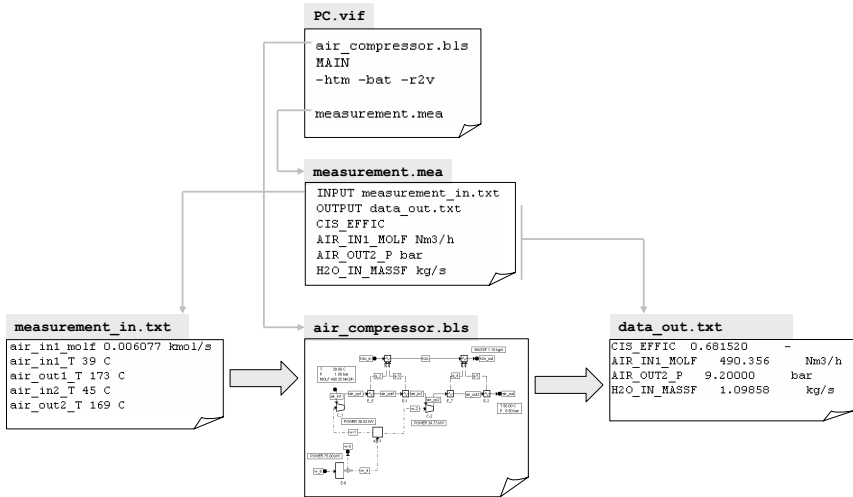 PC.vif
air_compressor.bls
MAIN
-htm -bat -r2v
measurement.mea
measurement.mea
INPUT measurement_in.txt
OUTPUT data_out.txt
CIS_EFFIC
AIR_IN1_MOLF Nm3/h
AIR_OUT2_P bar
H2O_IN_MASSF kg/s
measurement_in.txt
air_in1_molf 0.006077 kmol/s
air_in1_T 39 C
air_out1_T 173 C
air_in2_T 45 C
air_out2_T 169 C
air_compressor.bls
data_out.txt
CIS_EFFIC 0.681520 -
AIR_IN1_MOLF 490.356 Nm3/h
AIR_OUT2_P 9.20000 bar
H2O_IN_MASSF 1.09858 kg/s